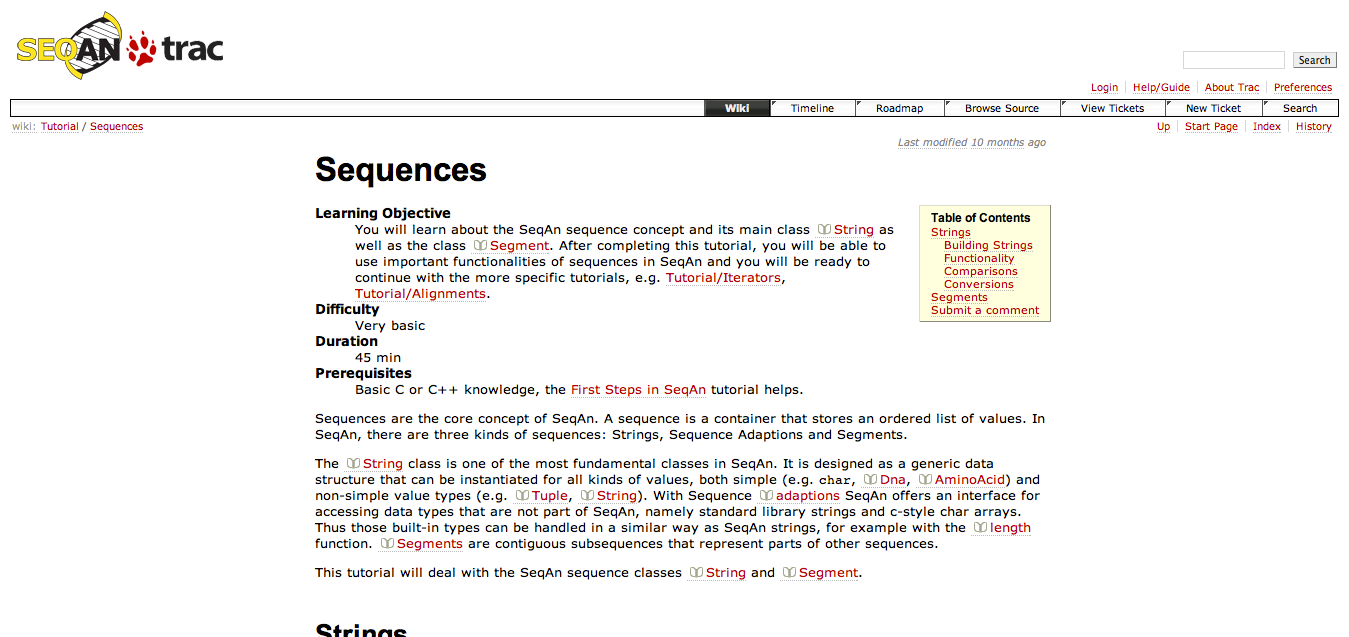 SEQAN trac
Search
Login Help/Guide About Trac Preferences
Wiki Timeline Roadmap Browse Source View Tickets New Ticket Search
wiki: Tutorial / Sequences
Up Start Page Index History
Last modified 10 months ago
Sequences
Learning Objective
You will learn about the SeqAn sequence concept and its main class String as
well as the class Segment. After completing this tutorial, you will be able to
use important functionalities of sequences in SeqAn and you will be ready to
continue with the more specific tutorials, e.g. Tutorial/Iterators,
Tutorial/Alignments.
Difficulty
Very basic
Duration
45 min
Prerequisites
Basic C or C++ knowledge, the First Steps in SeqAn tutorial helps.
Table of Contents
Strings
Building Strings
Functionality
Comparisons
Conversions
Segments
Submit a comment
Sequences are the core concept of SeqAn. A sequence is a container that stores an ordered list of values. In
SeqAn, there are three kinds of sequences: Strings, Sequence Adaptions and Segments.
The String class is one of the most fundamental classes in SeqAn. It is designed as a generic data
structure that can be instantiated for all kinds of values, both simple (e.g. char, Dna, AminoAcid) and
non-simple value types (e.g. Tuple, String). With Sequence adaptions SeqAn offers an interface for
accessing data types that are not part of SeqAn, namely standard library strings and c-style char arrays.
Thus those built-in types can be handled in a similar way as SeqAn strings, for example with the length
function. Segments are contiguous subsequences that represent parts of other sequences.
This tutorial will deal with the SeqAn sequence classes String and Segment.
Strings